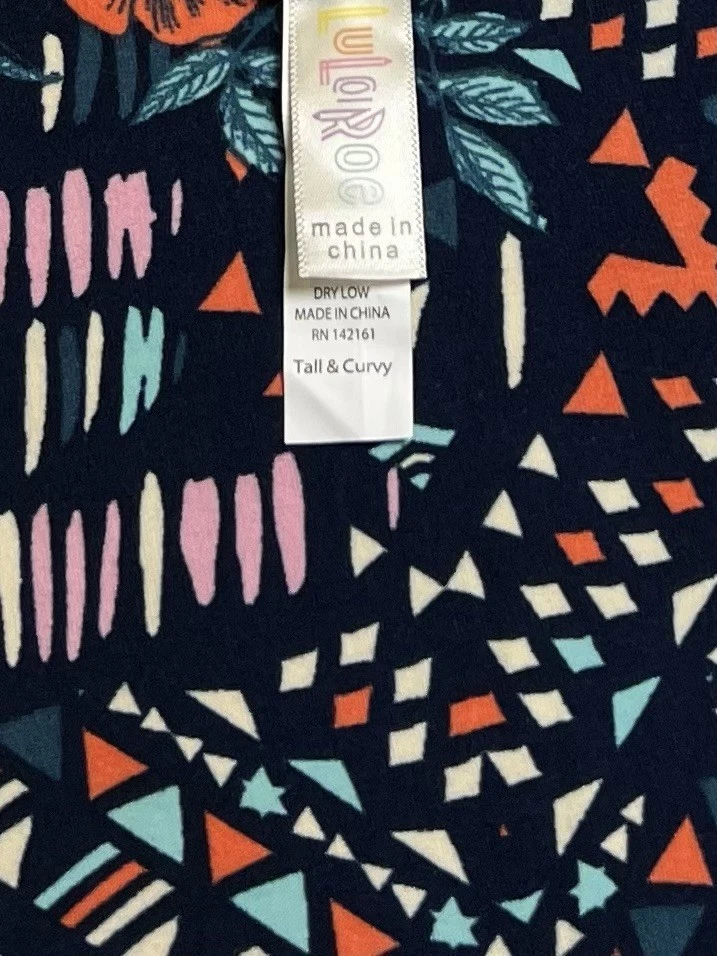 LuLaRoe
made in
china
DRY LOW
MADE IN CHINA
RN 142161
Tall & Curvy